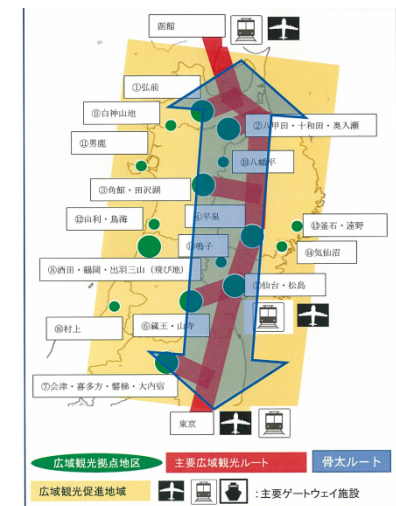 函館
①弘前
⑨白神山地
②八甲田・十和田・奥入瀬
⑪男鹿
⑩八幡平
③角館・田沢湖
④平泉
⑫由利・鳥海
⑬釜石・遠野
⑮鳴子
⑭気仙沼
⑧酒田・鶴岡・出羽三山（飛び地）
⑤仙台・松島
⑯村上
⑥蔵王・山寺
⑦会津・喜多方・磐梯・大内宿
東京
広域観光拠点地区
主要広域観光ルート
骨太ルート
広域観光促進地域
：主要ゲートウェイ施設